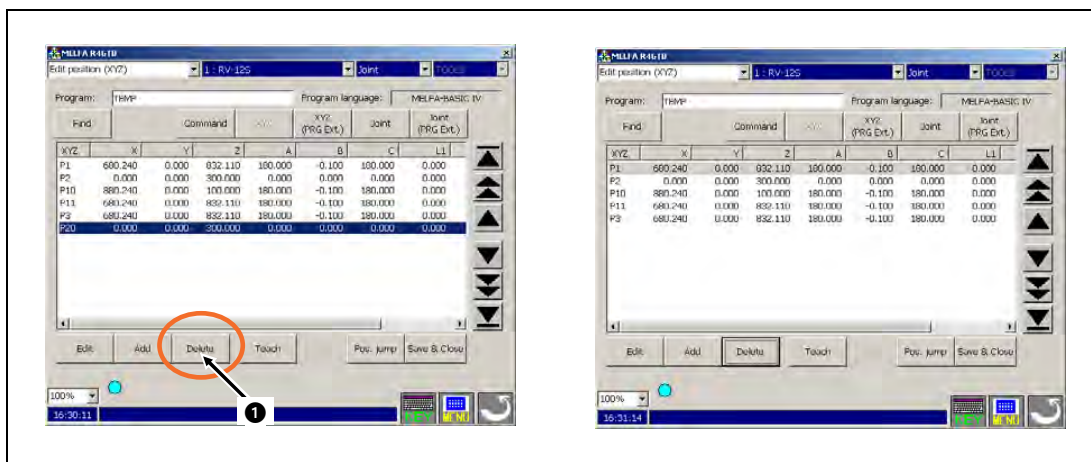 MELFA R46TB
Edit position (XYZ) 1 : RV-12S Joint
Program: TEMP Program language: MELFA-BASIC IV
Find Command XYZ XYZ (PRG Ext.) Joint Joint (PRG Ext.)
XYZ X Y Z A B C L1
P1 680.240 0.000 832.110 180.000 -0.100 180.000 0.000
P2 0.000 0.000 300.000 0.000 0.000 0.000 0.000
P10 880.240 0.000 100.000 180.000 -0.100 180.000 0.000
P11 680.240 0.000 832.110 180.000 -0.100 180.000 0.000
P3 680.240 0.000 832.110 180.000 -0.100 180.000 0.000
P20 0.000 0.000 300.000 0.000 0.000 0.000 0.000
Edit Add Delete Teach Pos. jump Save & Close
100%
❶
16:30:11 MENU
MELFA R46TB
Edit position (XYZ) 1 : RV-12S Joint
Program: TEMP Program language: MELFA-BASIC IV
Find Command XYZ XYZ (PRG Ext.) Joint Joint (PRG Ext.)
XYZ X Y Z A B C L1
P1 680.240 0.000 832.110 180.000 -0.100 180.000 0.000
P2 0.000 0.000 300.000 0.000 0.000 0.000 0.000
P10 880.240 0.000 100.000 180.000 -0.100 180.000 0.000
P11 680.240 0.000 832.110 180.000 -0.100 180.000 0.000
P3 680.240 0.000 832.110 180.000 -0.100 180.000 0.000
Edit Add Delete Teach Pos. jump Save & Close
100%
16:31:14 MENU